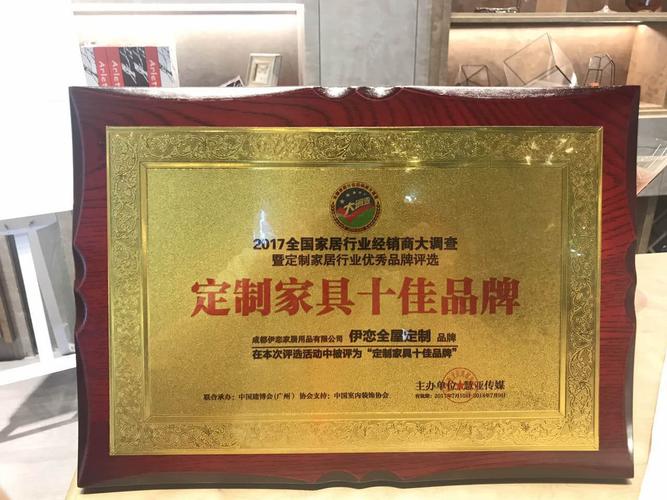 Arlet
大调查
2017全国家居行业经销商大调查
暨定制家居行业优秀品牌评选
定制家具十佳品牌
成都伊恋家居用品有限公司 伊恋全屋定制 品牌
在本次评选活动中被评为“定制家具十佳品牌”
主办单位：慧亚传媒
联合承办：中国建博会(广州) 协会支持：中国室内装饰协会